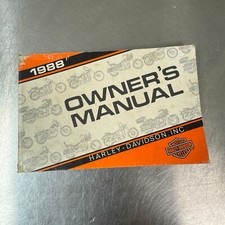 1988
OWNER'S
MANUAL
HARLEY-DAVIDSON INC.